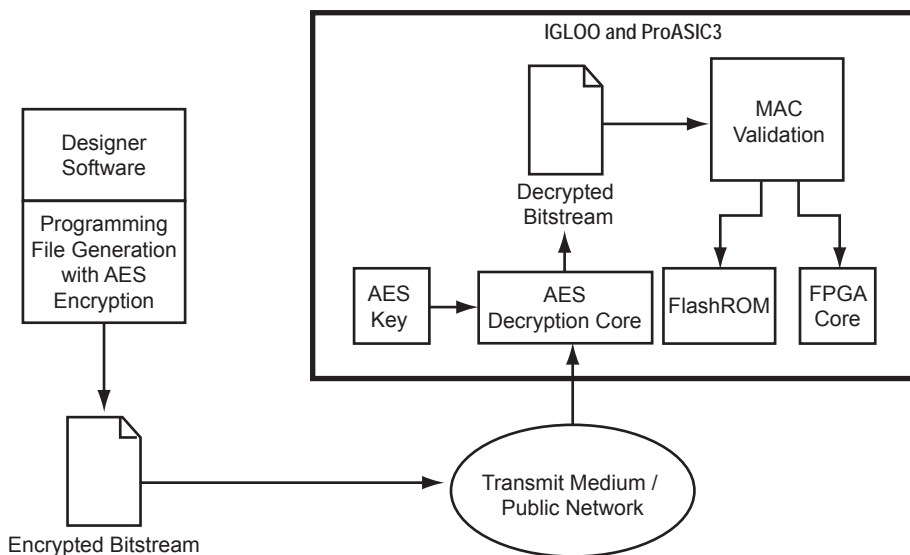 IGLOO and ProASIC3
Designer
Software
Programming
File Generation
with AES
Encryption
Encrypted Bitstream
Transmit Medium /
Public Network
AES
Key
AES
Decryption Core
Decrypted
Bitstream
MAC
Validation
FlashROM
FPGA
Core